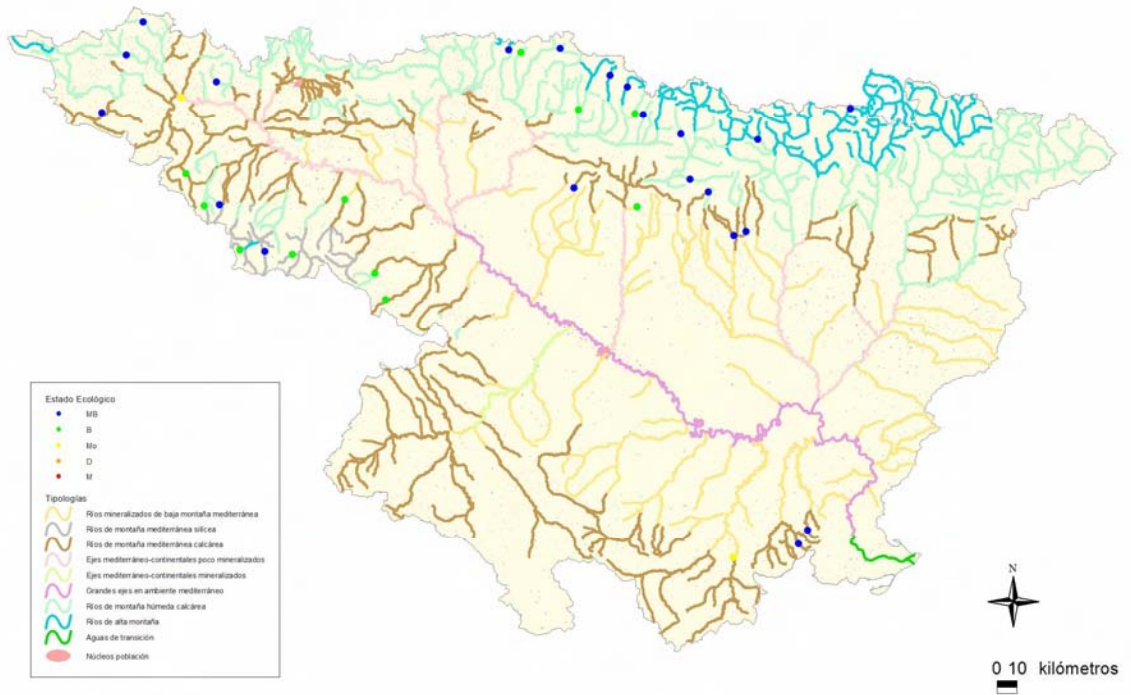 Estado Ecológico
MB
B
Mo
D
M
Tipologías
Ríos mineralizados de baja montaña mediterránea
Ríos de montaña mediterránea silícea
Ríos de montaña mediterránea calcárea
Ejes mediterráneo-continentales poco mineralizados
Ejes mediterráneo-continentales mineralizados
Grandes ejes en ambiente mediterráneo
Ríos de montaña húmeda calcárea
Ríos de alta montaña
Aguas de transición
Núcleos población
N
0 10 kilómetros